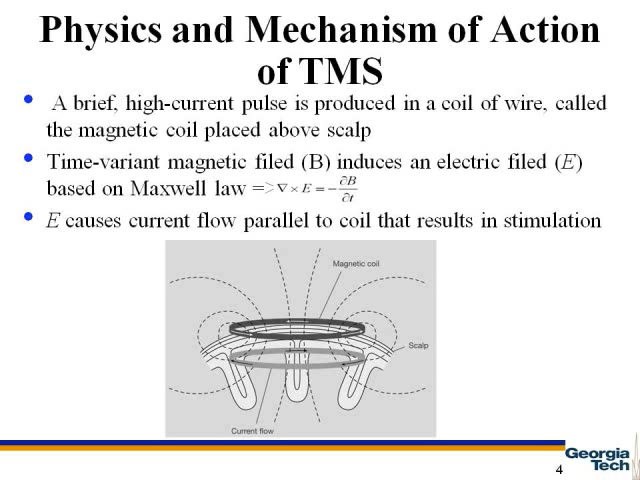 Physics and Mechanism of Action
of TMS
• A brief, high-current pulse is produced in a coil of wire, called
the magnetic coil placed above scalp
• Time-variant magnetic filed (B) induces an electric filed (E)
based on Maxwell law => ∇ × E = −∂B/∂t
• E causes current flow parallel to coil that results in stimulation
Magnetic coil
Scalp
Current flow
Georgia
Tech
4